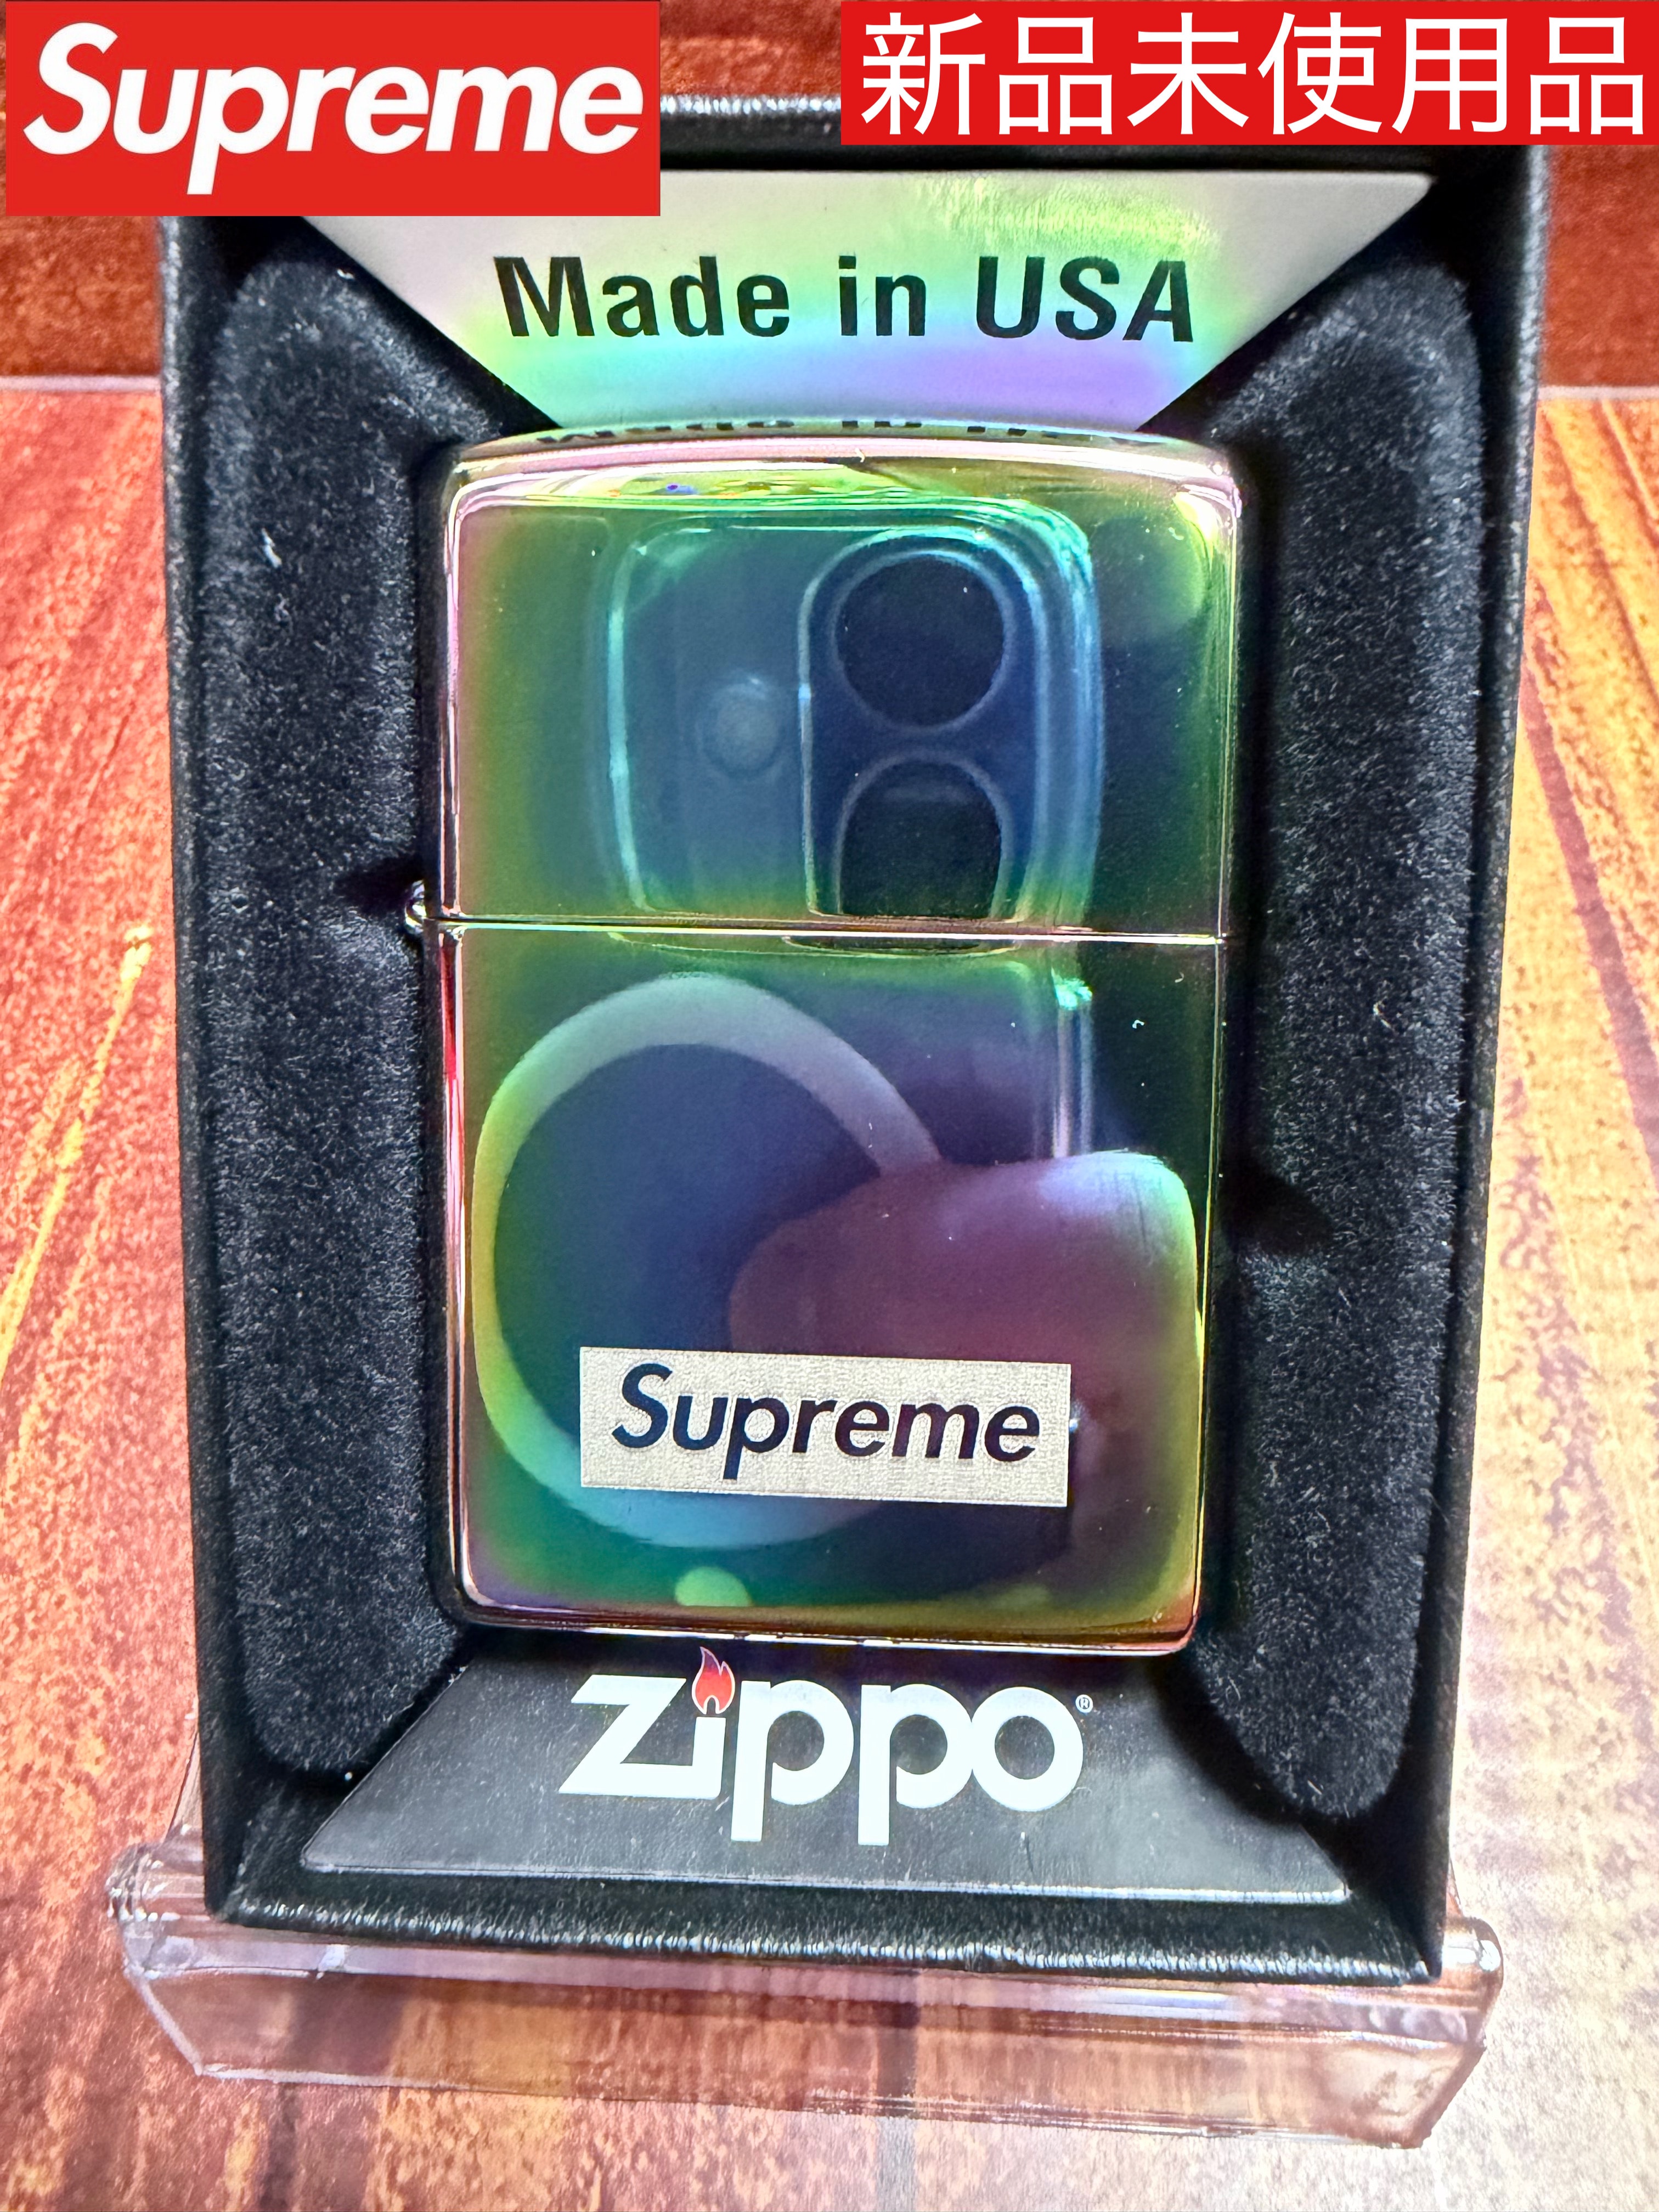 Supreme
新品未使用品
Made in USA
Supreme
zippo®